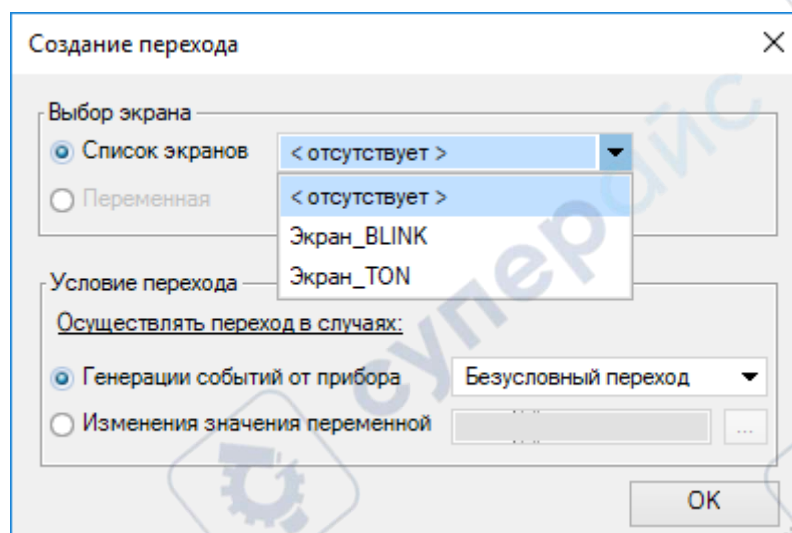 Создание перехода
Выбор экрана
Список экранов
< отсутствует >
Переменная
< отсутствует >
Экран_BLINK
Экран_TON
Условие перехода
Осуществлять переход в случаях:
Генерации событий от прибора
Безусловный переход
Изменения значения переменной
...
OK
суперайс